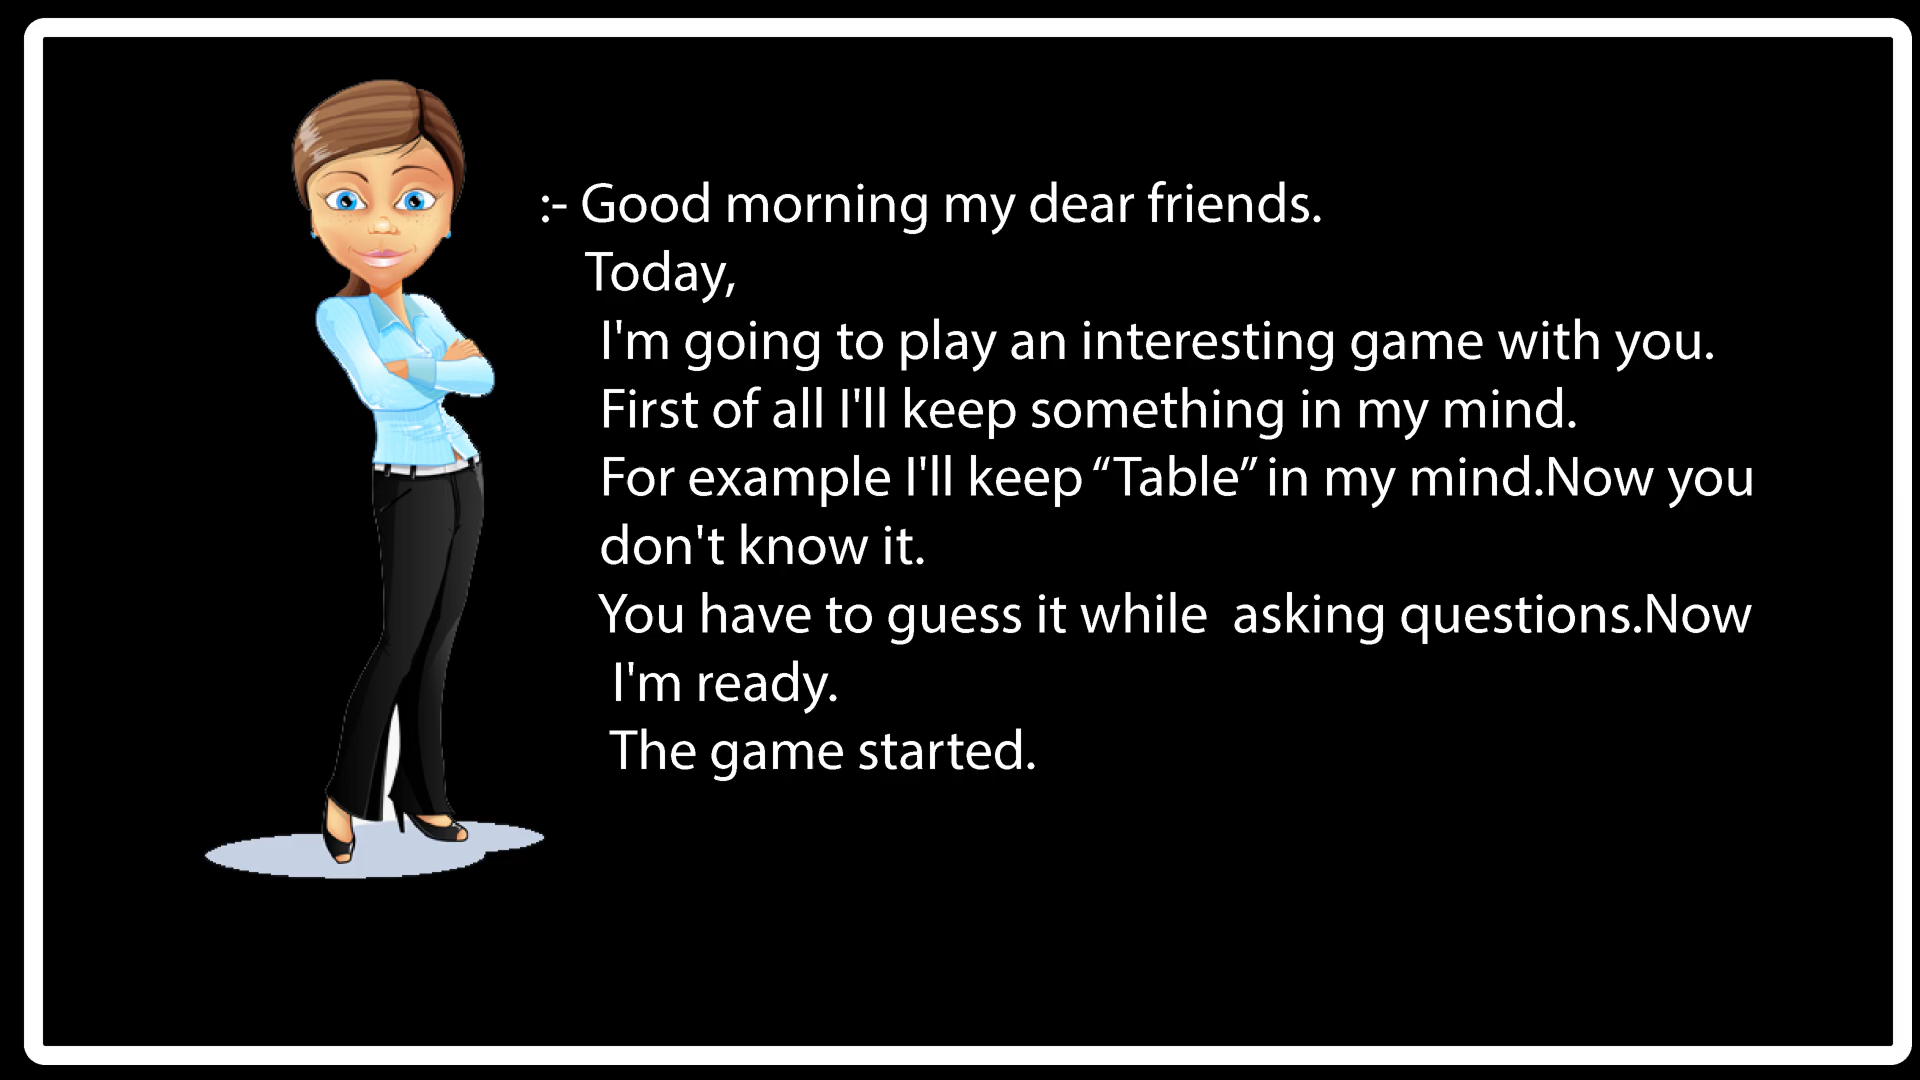 :- Good morning my dear friends.
Today,
I'm going to play an interesting game with you.
First of all I'll keep something in my mind.
For example I'll keep “Table” in my mind.Now you
don't know it.
You have to guess it while  asking questions.Now
I'm ready.
The game started.